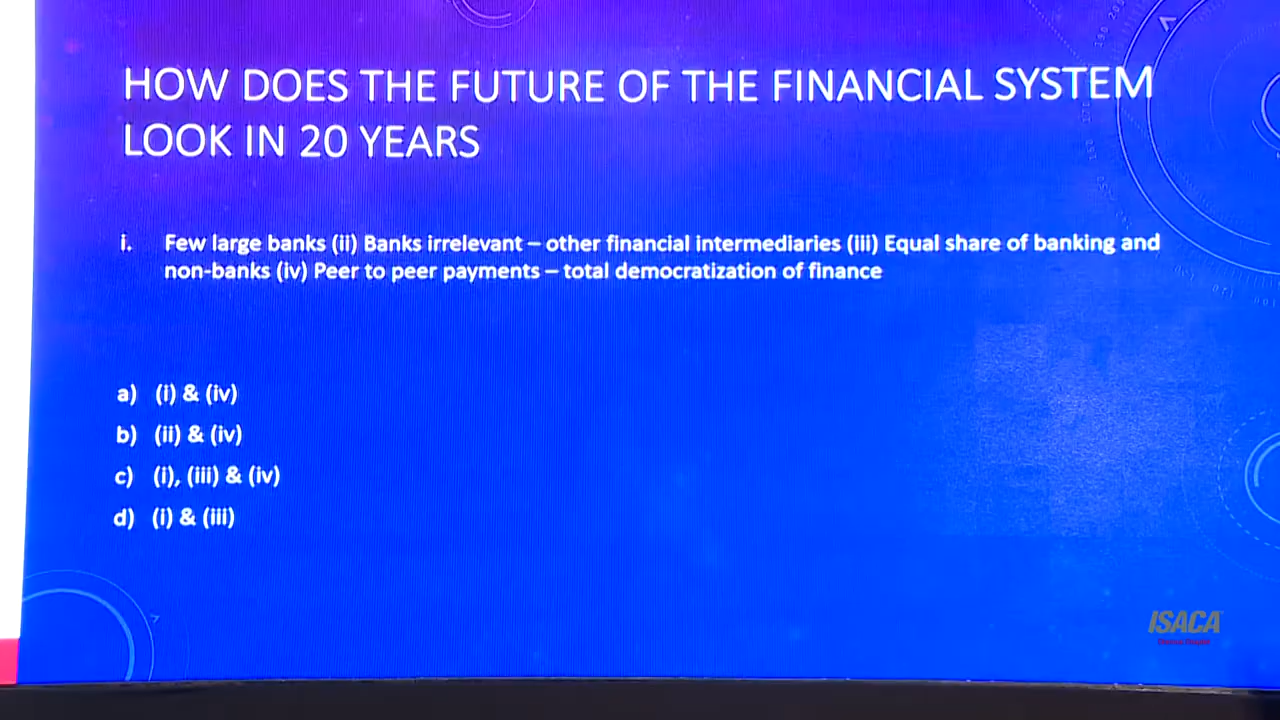 HOW DOES THE FUTURE OF THE FINANCIAL SYSTEM
LOOK IN 20 YEARS
i. Few large banks (ii) Banks irrelevant – other financial intermediaries (iii) Equal share of banking and
non-banks (iv) Peer to peer payments – total democratization of finance
a) (i) & (iv)
b) (ii) & (iv)
c) (i), (iii) & (iv)
d) (i) & (iii)
ISACA